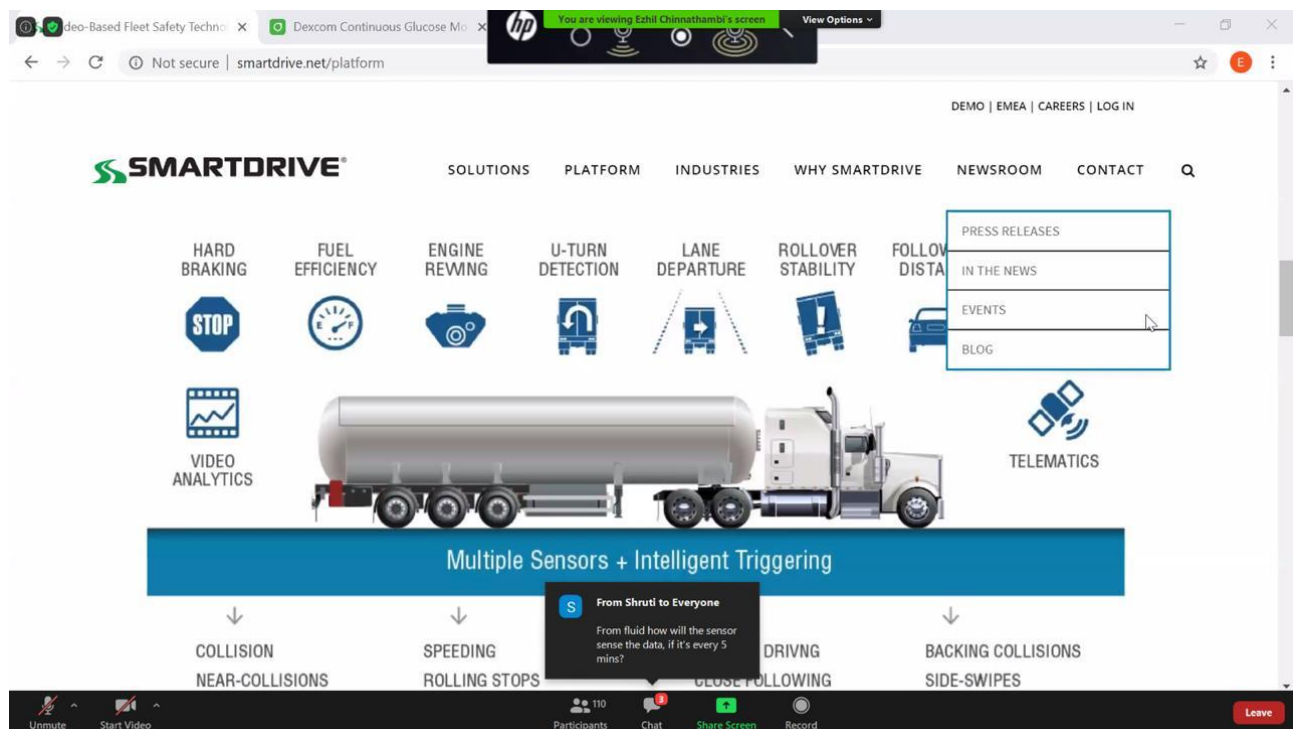 deo-Based Fleet Safety Techno
Dexcom Continuous Glucose Mo
hp
You are viewing Ezhil Chinnathambi's screen
View Options
Not secure | smartdrive.net/platform
E
DEMO | EMEA | CAREERS | LOG IN
SMARTDRIVE®
SOLUTIONS PLATFORM INDUSTRIES WHY SMARTDRIVE NEWSROOM CONTACT
PRESS RELEASES
IN THE NEWS
EVENTS
BLOG
HARD
BRAKING
FUEL
EFFICIENCY
ENGINE
REVVING
U-TURN
DETECTION
LANE
DEPARTURE
ROLLOVER
STABILITY
FOLLOW
DISTA
STOP
E F
VIDEO
ANALYTICS
TELEMATICS
Multiple Sensors + Intelligent Triggering
COLLISION
NEAR-COLLISIONS
SPEEDING
ROLLING STOPS
DRIVNG
CLOSE FOLLOWING
BACKING COLLISIONS
SIDE-SWIPES
S
From Shruti to Everyone
From fluid how will the sensor
sense the data, if it's every 5
mins?
Unmute
Start Video
110
Participants
3
Chat
Share Screen
Record
Leave